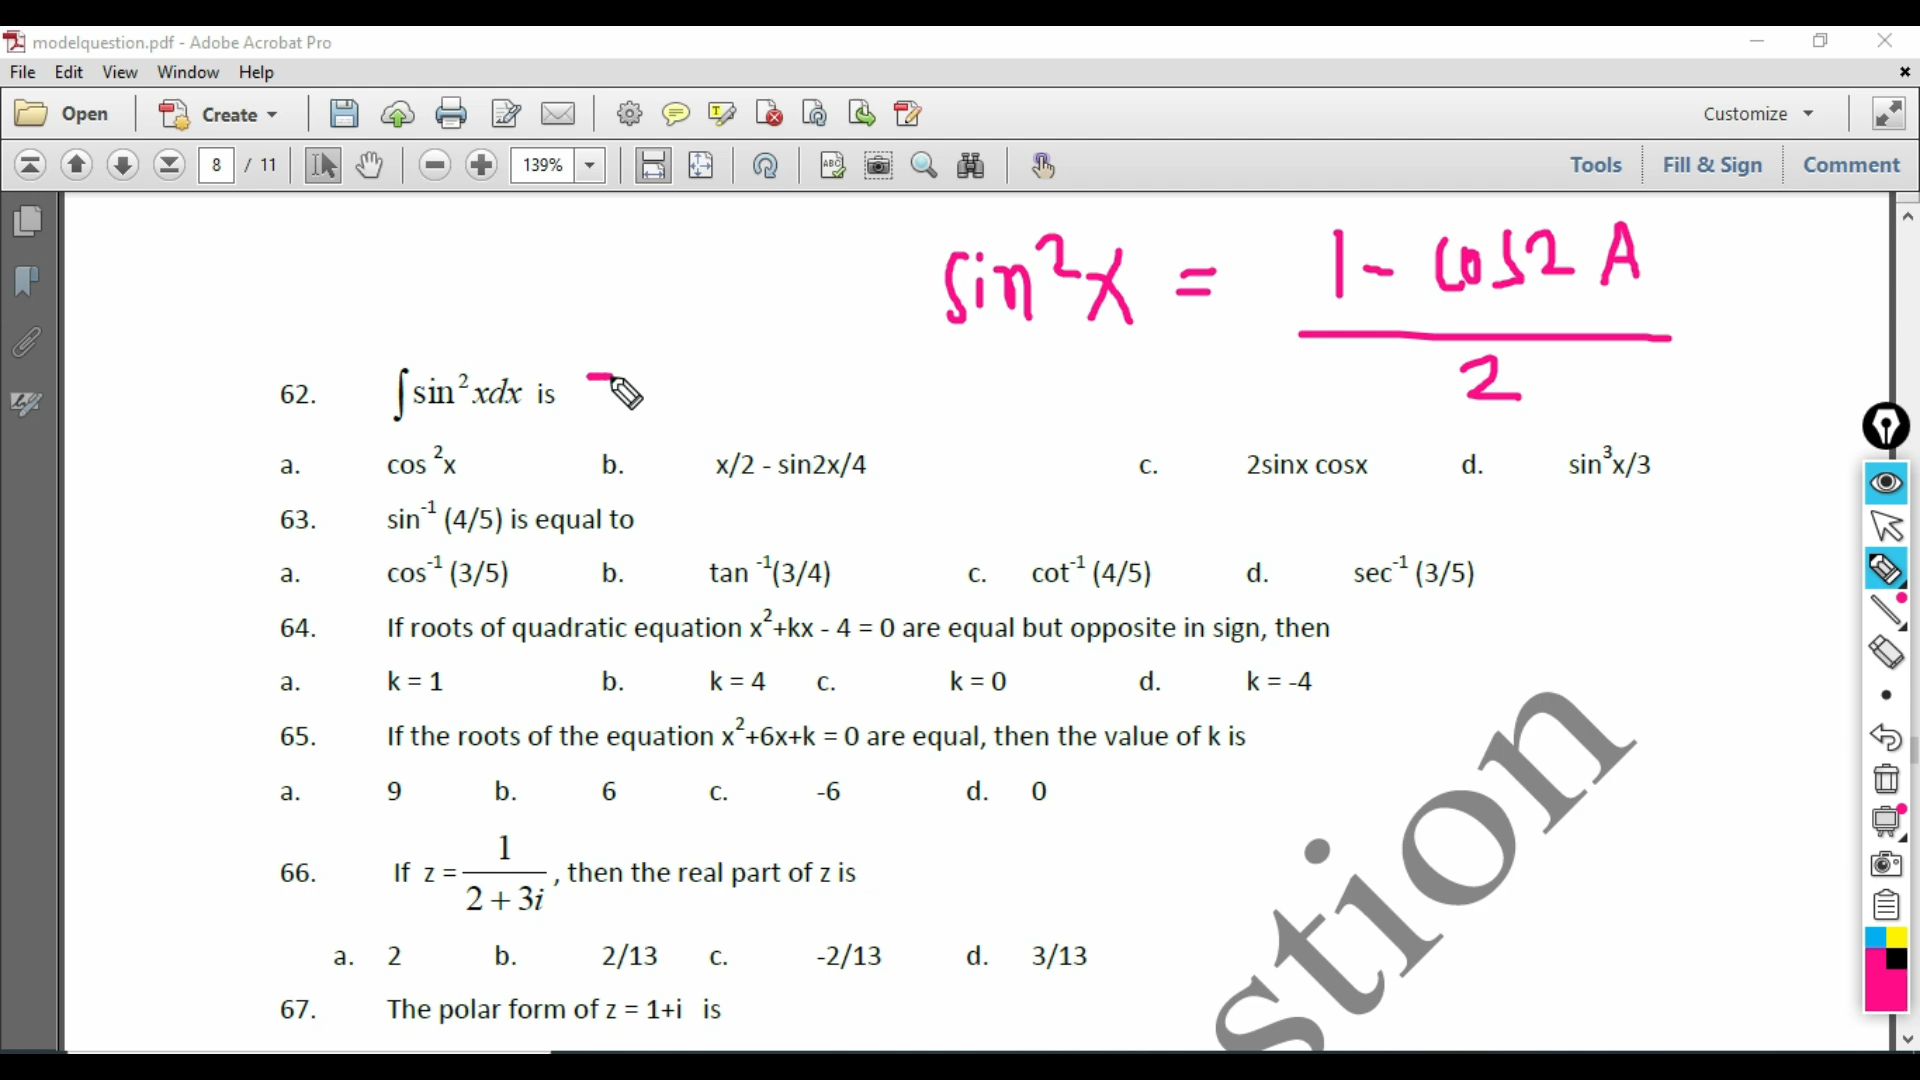 modelquestion.pdf - Adobe Acrobat Pro
File Edit View Window Help
Open Create Customize
8 / 11 139% Tools Fill & Sign Comment
sin²x = 1 - cos2A
2
62. ∫ sin² xdx is
a. cos ²x b. x/2 - sin2x/4 c. 2sinx cosx d. sin³x/3
63. sin⁻¹ (4/5) is equal to
a. cos⁻¹ (3/5) b. tan ⁻¹(3/4) c. cot⁻¹ (4/5) d. sec⁻¹ (3/5)
64. If roots of quadratic equation x²+kx - 4 = 0 are equal but opposite in sign, then
a. k = 1 b. k = 4 c. k = 0 d. k = -4
65. If the roots of the equation x²+6x+k = 0 are equal, then the value of k is
a. 9 b. 6 c. -6 d. 0
66. If z = 1 / 2 + 3i , then the real part of z is
a. 2 b. 2/13 c. -2/13 d. 3/13
67. The polar form of z = 1+i is
stion